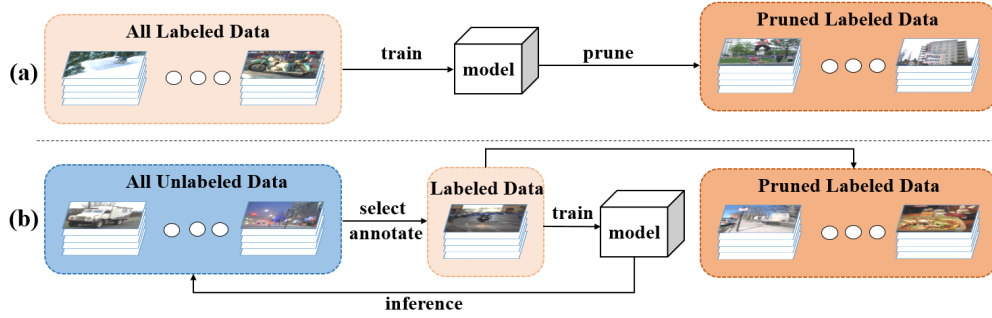 All Labeled Data
Pruned Labeled Data
(a)
train
model
prune
All Unlabeled Data
Labeled Data
Pruned Labeled Data
(b)
select
annotate
train
model
inference